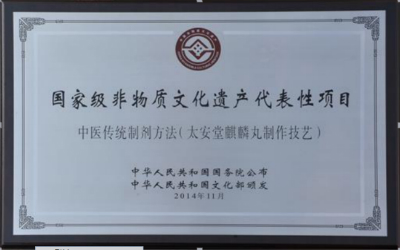 国家级非物质文化遗产代表性项目
中医传统制剂方法(太安堂麒麟丸制作技艺)
中华人民共和国国务院公布
中华人民共和国文化部颁发
2014年11月